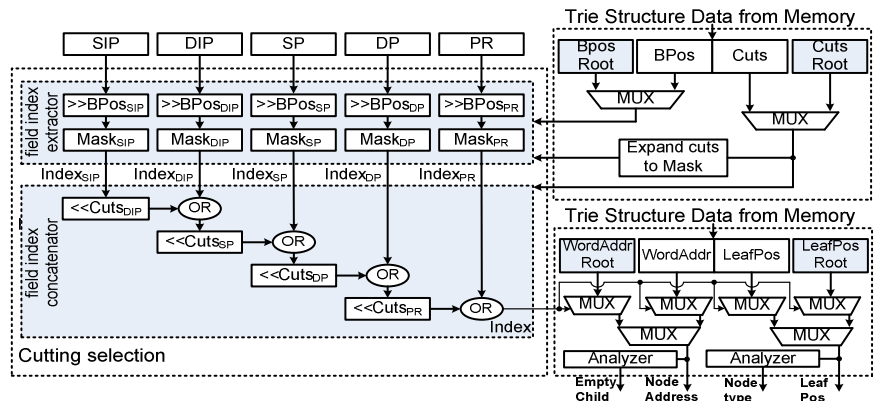 Trie Structure Data from Memory
SIP DIP SP DP PR
Bpos Root BPos Cuts Cuts Root
MUX
MUX
field index extractor
>>BPosSIP >>BPosDIP >>BPosSP >>BPosDP >>BPosPR
MaskSIP MaskDIP MaskSP MaskDP MaskPR
Expand cuts to Mask
IndexSIP IndexDIP IndexSP IndexDP IndexPR
field index concatenator
<<CutsDIP OR
<<CutsSP OR
<<CutsDP OR
<<CutsPR OR
Index
Cutting selection
Trie Structure Data from Memory
WordAddr Root WordAddr LeafPos LeafPos Root
MUX MUX MUX MUX
MUX MUX
Analyzer Analyzer
Empty Child Node Address Node type Leaf Pos